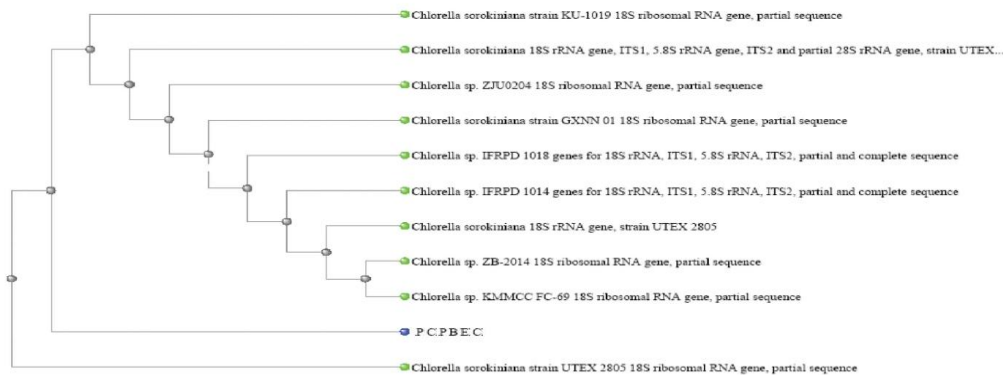 Chlorella sorokiniana strain KU-1019 18S ribosomal RNA gene, partial sequence
Chlorella sorokiniana 18S rRNA gene, ITS1, 5.8S rRNA gene, ITS2 and partial 28S rRNA gene, strain UTEX...
Chlorella sp. ZJU0204 18S ribosomal RNA gene, partial sequence
Chlorella sorokiniana strain GXNN 01 18S ribosomal RNA gene, partial sequence
Chlorella sp. IFRPD 1018 genes for 18S rRNA, ITS1, 5.8S rRNA, ITS2, partial and complete sequence
Chlorella sp. IFRPD 1014 genes for 18S rRNA, ITS1, 5.8S rRNA, ITS2, partial and complete sequence
Chlorella sorokiniana 18S rRNA gene, strain UTEX 2805
Chlorella sp. ZB-2014 18S ribosomal RNA gene, partial sequence
Chlorella sp. KMMCC FC-69 18S ribosomal RNA gene, partial sequence
P C P B E C
Chlorella sorokiniana strain UTEX 2805 18S ribosomal RNA gene, partial sequence